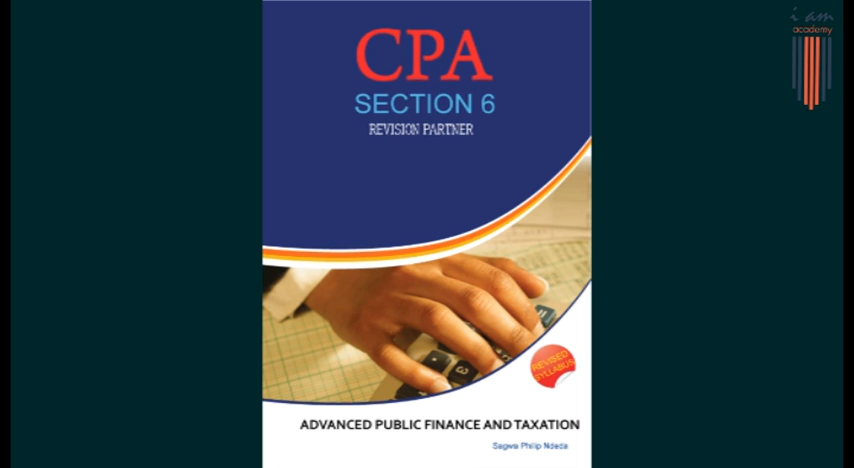 i am
academy
CPA
SECTION 6
REVISION PARTNER
REVISED
SYLLABUS
ADVANCED PUBLIC FINANCE AND TAXATION
Sagwa Philip Ndeda